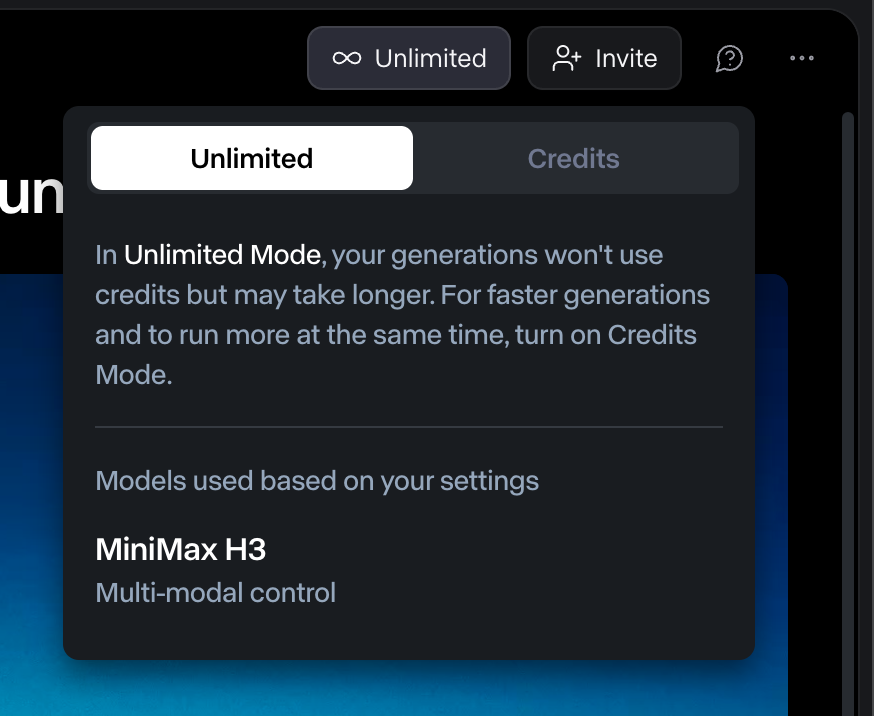 Unlimited
Invite
un
Unlimited
Credits
In Unlimited Mode, your generations won't use
credits but may take longer. For faster generations
and to run more at the same time, turn on Credits
Mode.
Models used based on your settings
MiniMax H3
Multi-modal control